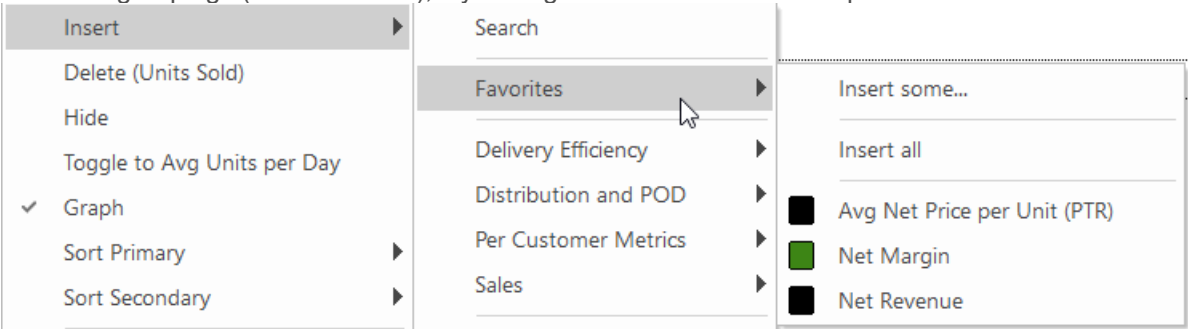 Insert
Delete (Units Sold)
Hide
Toggle to Avg Units per Day
Graph
Sort Primary
Sort Secondary
Search
Favorites
Delivery Efficiency
Distribution and POD
Per Customer Metrics
Sales
Insert some...
Insert all
Avg Net Price per Unit (PTR)
Net Margin
Net Revenue